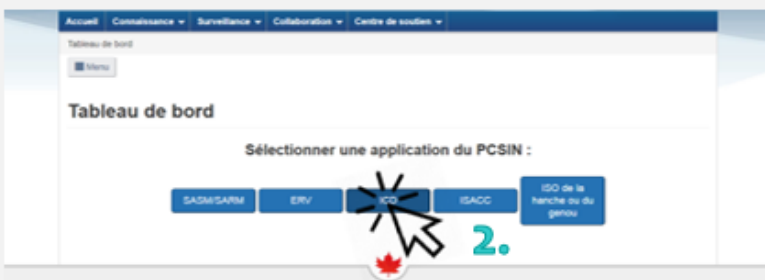 Accueil Connaissance Surveillance Collaboration Centre de soutien
Tableau de bord
Menu
Tableau de bord
Sélectionner une application du PCSIN :
SASM/SARM ERV ICD ISACC ISO de la hanche ou du genou
2.